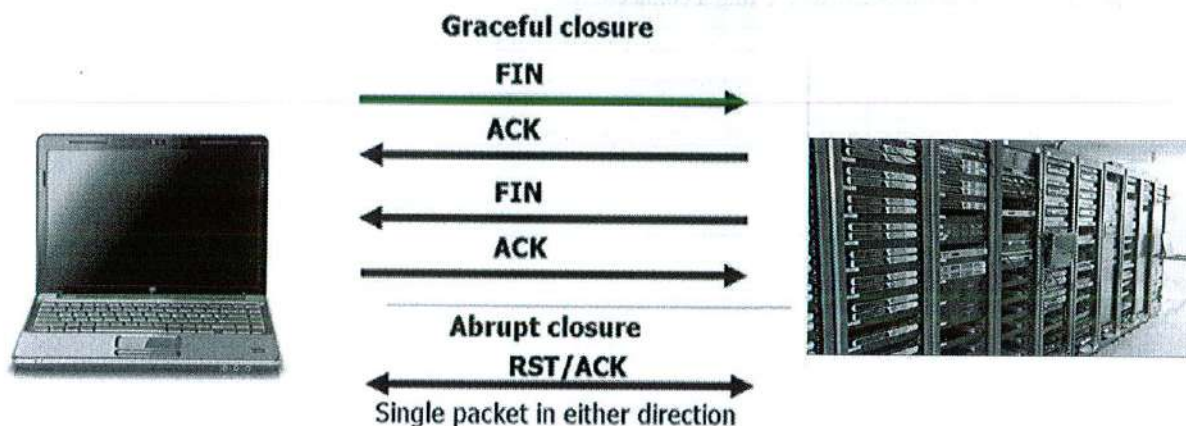 Graceful closure
FIN
ACK
FIN
ACK
Abrupt closure
RST/ACK
Single packet in either direction